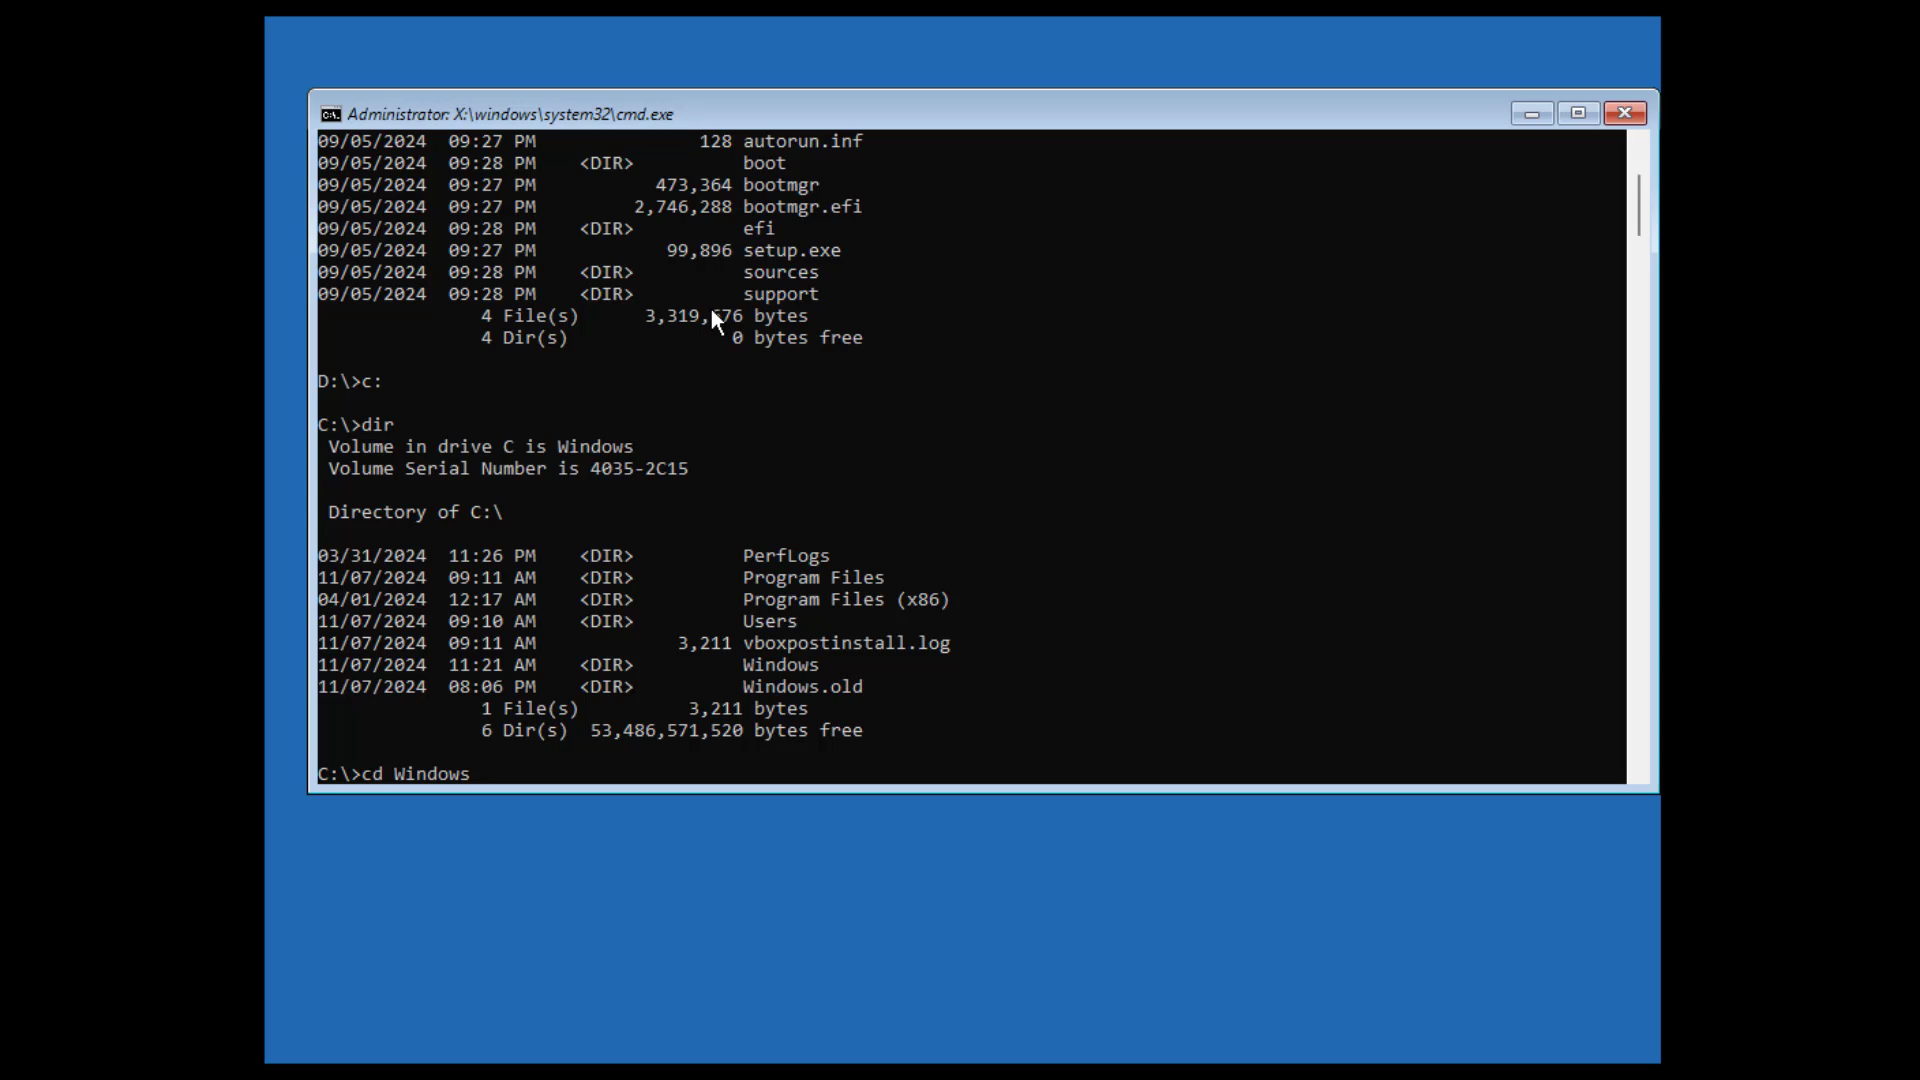 Administrator: X:\windows\system32\cmd.exe
09/05/2024  09:27 PM               128 autorun.inf
09/05/2024  09:28 PM    <DIR>          boot
09/05/2024  09:27 PM           473,364 bootmgr
09/05/2024  09:27 PM         2,746,288 bootmgr.efi
09/05/2024  09:28 PM    <DIR>          efi
09/05/2024  09:27 PM            99,896 setup.exe
09/05/2024  09:28 PM    <DIR>          sources
09/05/2024  09:28 PM    <DIR>          support
               4 File(s)      3,319,676 bytes
               4 Dir(s)               0 bytes free

D:\>c:

C:\>dir
 Volume in drive C is Windows
 Volume Serial Number is 4035-2C15

 Directory of C:\

03/31/2024  11:26 PM    <DIR>          PerfLogs
11/07/2024  09:11 AM    <DIR>          Program Files
04/01/2024  12:17 AM    <DIR>          Program Files (x86)
11/07/2024  09:10 AM    <DIR>          Users
11/07/2024  09:11 AM             3,211 vboxpostinstall.log
11/07/2024  11:21 AM    <DIR>          Windows
11/07/2024  08:06 PM    <DIR>          Windows.old
               1 File(s)          3,211 bytes
               6 Dir(s)  53,486,571,520 bytes free

C:\>cd Windows